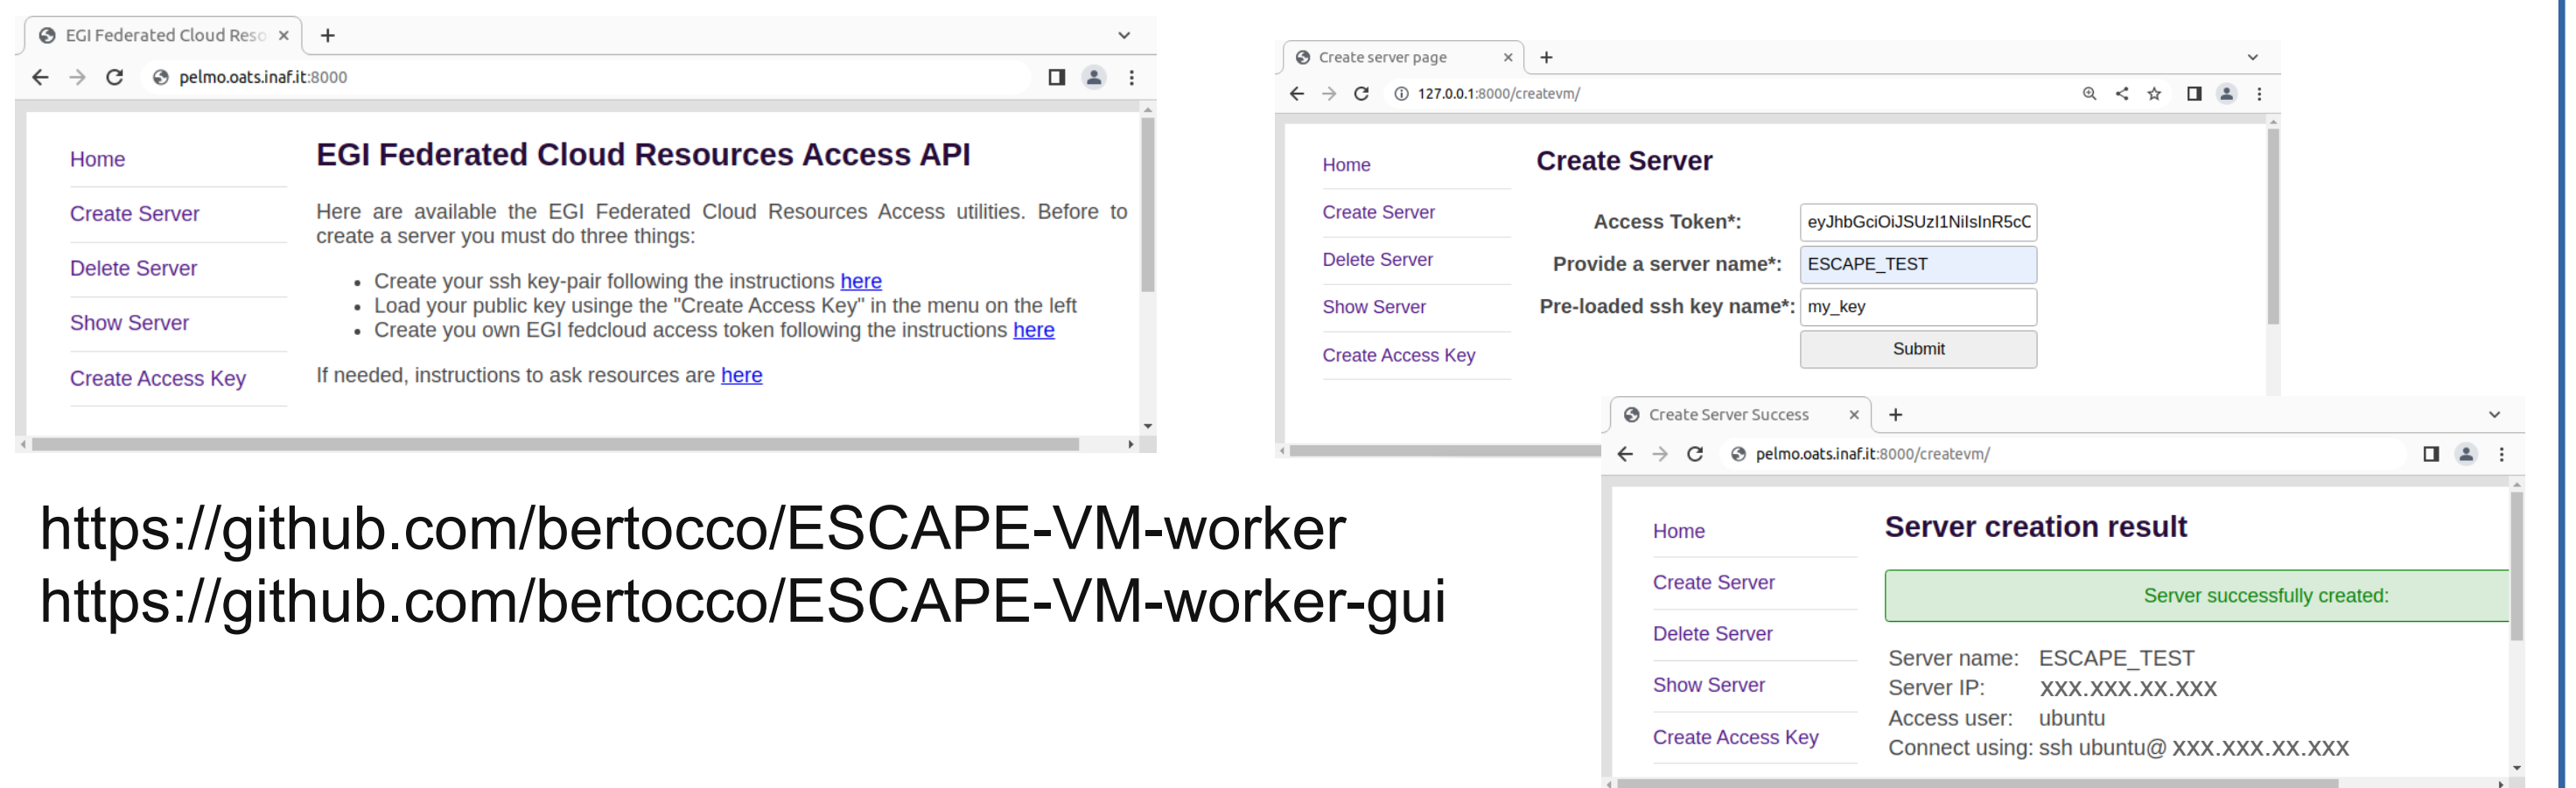 EGI Federated Cloud Reso
pelmo.oats.inaf.it:8000
Home
Create Server
Delete Server
Show Server
Create Access Key
EGI Federated Cloud Resources Access API
Here are available the EGI Federated Cloud Resources Access utilities. Before to
create a server you must do three things:
• Create your ssh key-pair following the instructions here
• Load your public key usinge the "Create Access Key" in the menu on the left
• Create you own EGI fedcloud access token following the instructions here
If needed, instructions to ask resources are here
Create server page
127.0.0.1:8000/createvm/
Home
Create Server
Delete Server
Show Server
Create Access Key
Create Server
Access Token*: eyJhbGciOiJSUzI1NiIsInR5cC
Provide a server name*: ESCAPE_TEST
Pre-loaded ssh key name*: my_key
Submit
https://github.com/bertocco/ESCAPE-VM-worker
https://github.com/bertocco/ESCAPE-VM-worker-gui
Create Server Success
pelmo.oats.inaf.it:8000/createvm/
Home
Create Server
Delete Server
Show Server
Create Access Key
Server creation result
Server successfully created:
Server name: ESCAPE_TEST
Server IP: XXX.XXX.XX.XXX
Access user: ubuntu
Connect using: ssh ubuntu@ XXX.XXX.XX.XXX